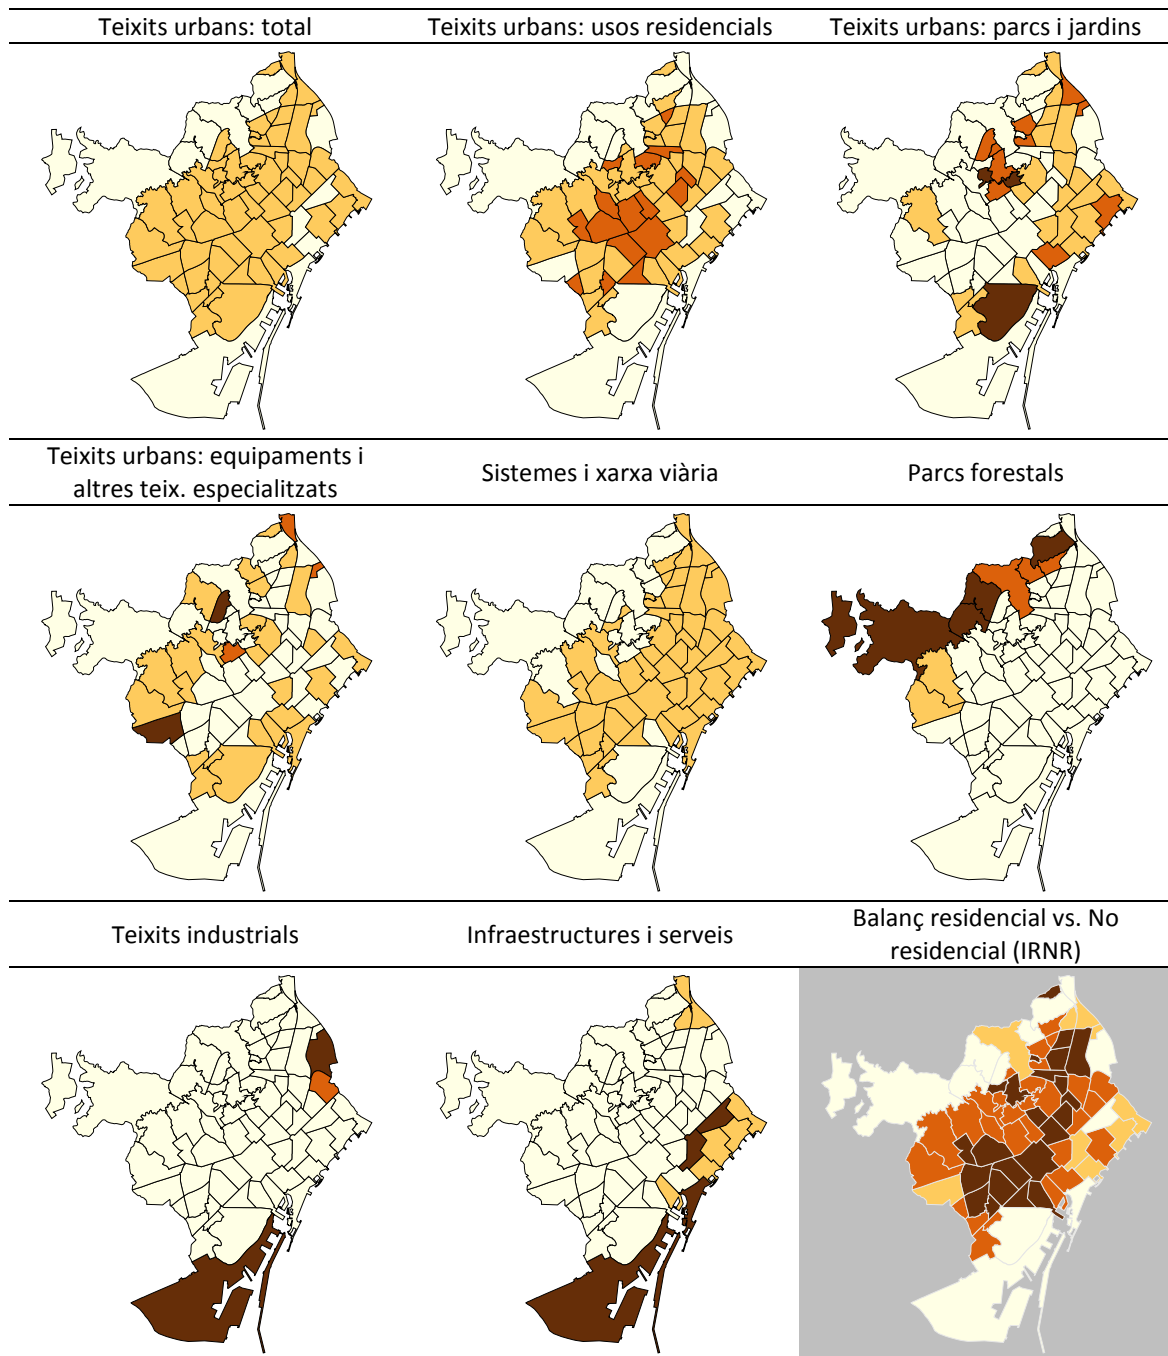 Teixits urbans: total
Teixits urbans: usos residencials
Teixits urbans: parcs i jardins
Teixits urbans: equipaments i
altres teix. especialitzats
Sistemes i xarxa viària
Parcs forestals
Teixits industrials
Infraestructures i serveis
Balanç residencial vs. No
residencial (IRNR)